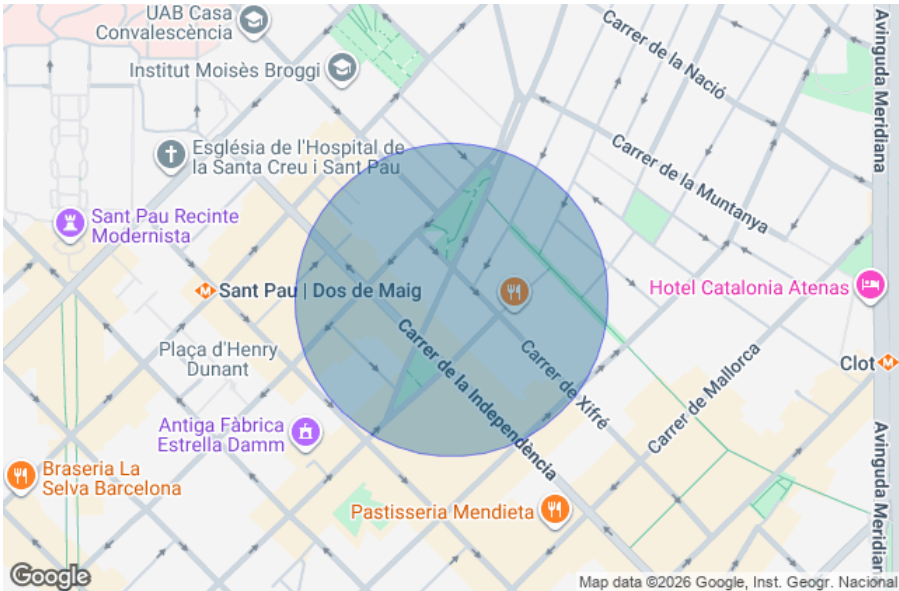 UAB Casa
Convalescència
Institut Moisès Broggi
Carrer de la Nació
Avinguda Meridiana
Església de l'Hospital de
la Santa Creu i Sant Pau
Carrer de la Muntanya
Sant Pau Recinte
Modernista
Sant Pau | Dos de Maig
Hotel Catalonia Atenas
Plaça d'Henry
Dunant
Carrer de la Independència
Carrer de Xifré
Carrer de Mallorca
Clot
Antiga Fàbrica
Estrella Damm
Avinguda Meridiana
Braseria La
Selva Barcelona
Pastisseria Mendieta
Google
Map data ©2026 Google, Inst. Geogr. Nacional